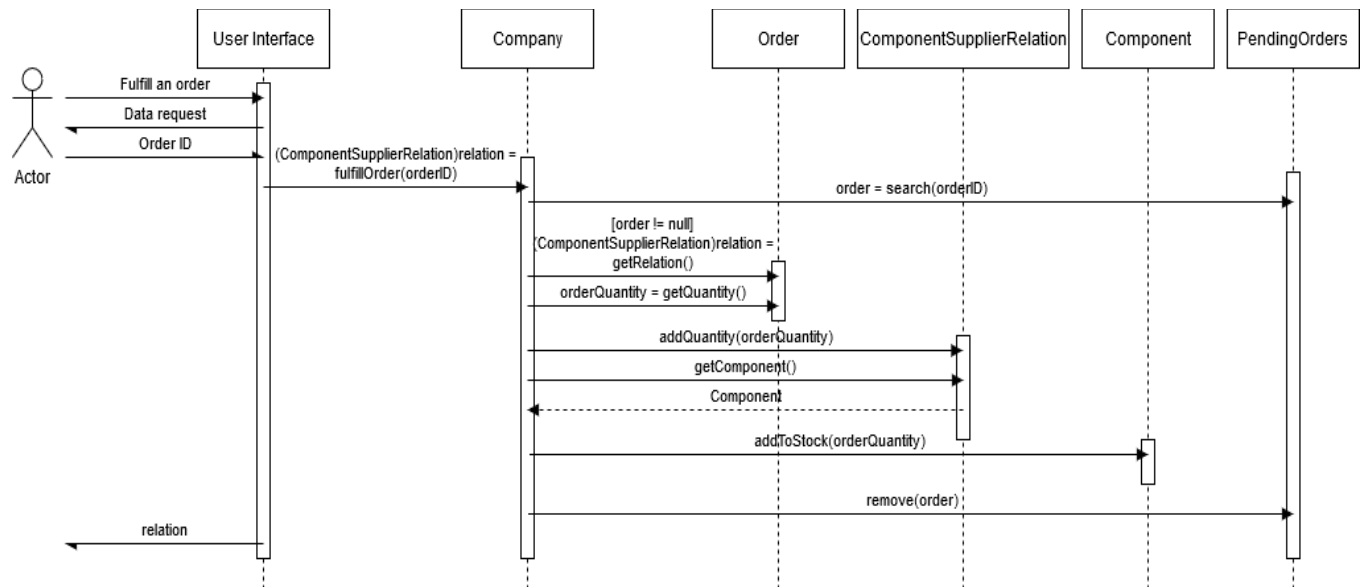 User Interface
Company
Order
ComponentSupplierRelation
Component
PendingOrders
Fulfill an order
Data request
Order ID
Actor
(ComponentSupplierRelation)relation =
fulfillOrder(orderID)
order = search(orderID)
[order != null]
(ComponentSupplierRelation)relation =
getRelation()
orderQuantity = getQuantity()
addQuantity(orderQuantity)
getComponent()
Component
addToStock(orderQuantity)
remove(order)
relation